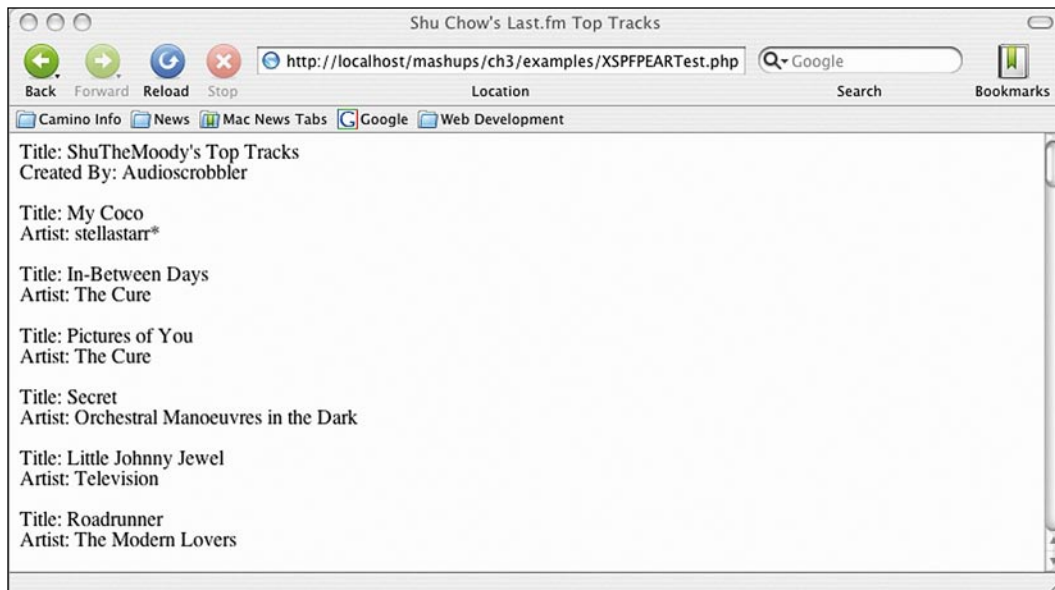 Shu Chow's Last.fm Top Tracks
http://localhost/mashups/ch3/examples/XSPFPEARTest.php
Google
Back Forward Reload Stop Location Search Bookmarks
Camino Info News Mac News Tabs Google Web Development
Title: ShuTheMoody's Top Tracks
Created By: Audioscrobbler
Title: My Coco
Artist: stellastarr*
Title: In-Between Days
Artist: The Cure
Title: Pictures of You
Artist: The Cure
Title: Secret
Artist: Orchestral Manoeuvres in the Dark
Title: Little Johnny Jewel
Artist: Television
Title: Roadrunner
Artist: The Modern Lovers